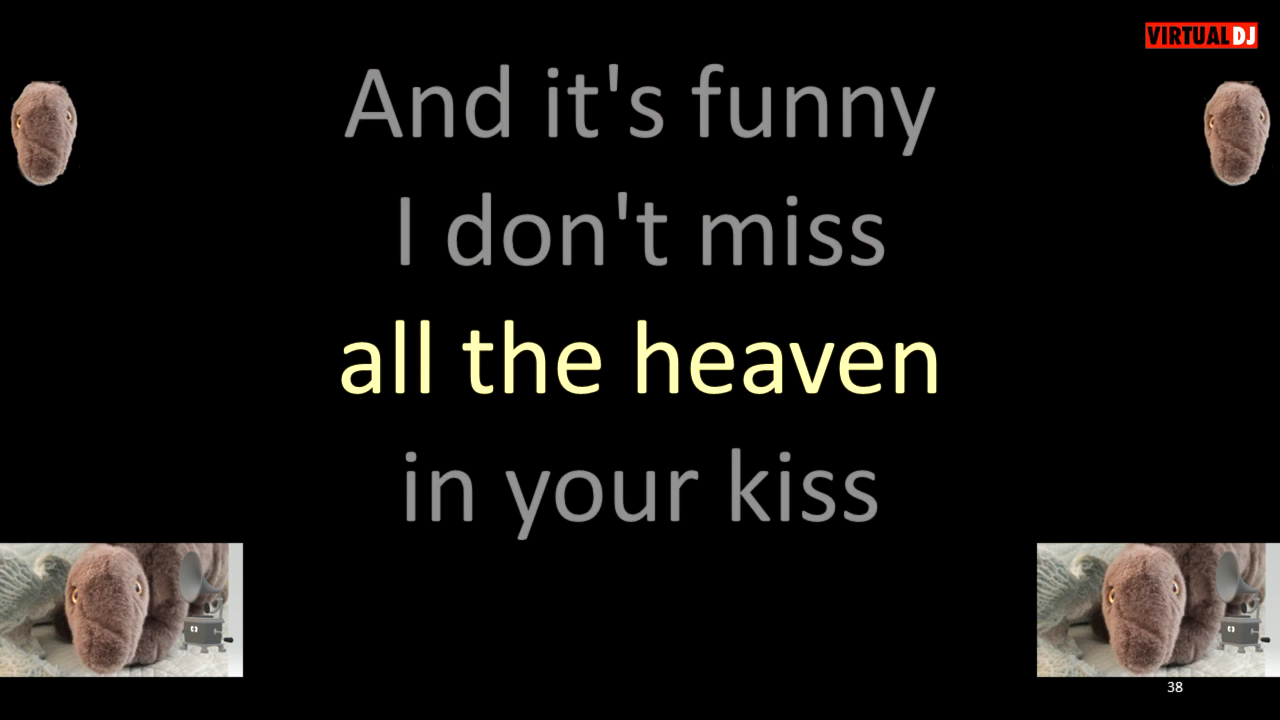 VIRTUAL DJ
And it's funny
I don't miss
all the heaven
in your kiss
38